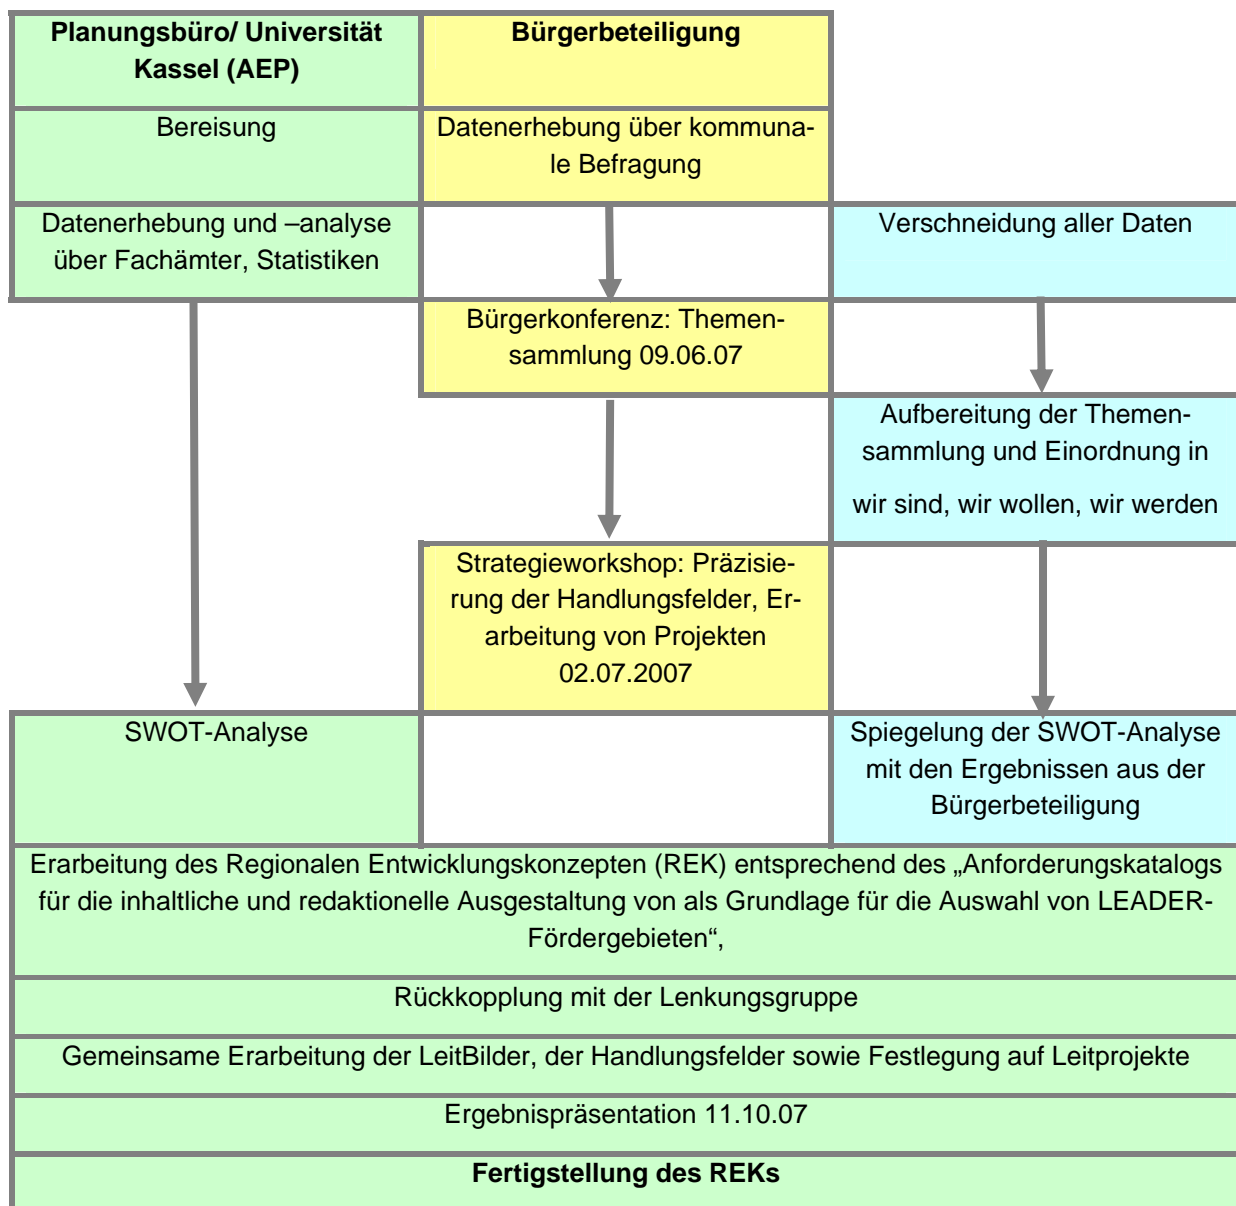 Planungsbüro/ Universität
Kassel (AEP)
Bürgerbeteiligung
Bereisung
Datenerhebung über kommuna-
le Befragung
Datenerhebung und –analyse
über Fachämter, Statistiken
Verschneidung aller Daten
Bürgerkonferenz: Themen-
sammlung 09.06.07
Aufbereitung der Themen-
sammlung und Einordnung in
wir sind, wir wollen, wir werden
Strategieworkshop: Präzisie-
rung der Handlungsfelder, Er-
arbeitung von Projekten
02.07.2007
SWOT-Analyse
Spiegelung der SWOT-Analyse
mit den Ergebnissen aus der
Bürgerbeteiligung
Erarbeitung des Regionalen Entwicklungskonzepten (REK) entsprechend des „Anforderungskatalogs
für die inhaltliche und redaktionelle Ausgestaltung von als Grundlage für die Auswahl von LEADER-
Fördergebieten“,
Rückkopplung mit der Lenkungsgruppe
Gemeinsame Erarbeitung der LeitBilder, der Handlungsfelder sowie Festlegung auf Leitprojekte
Ergebnispräsentation 11.10.07
Fertigstellung des REKs